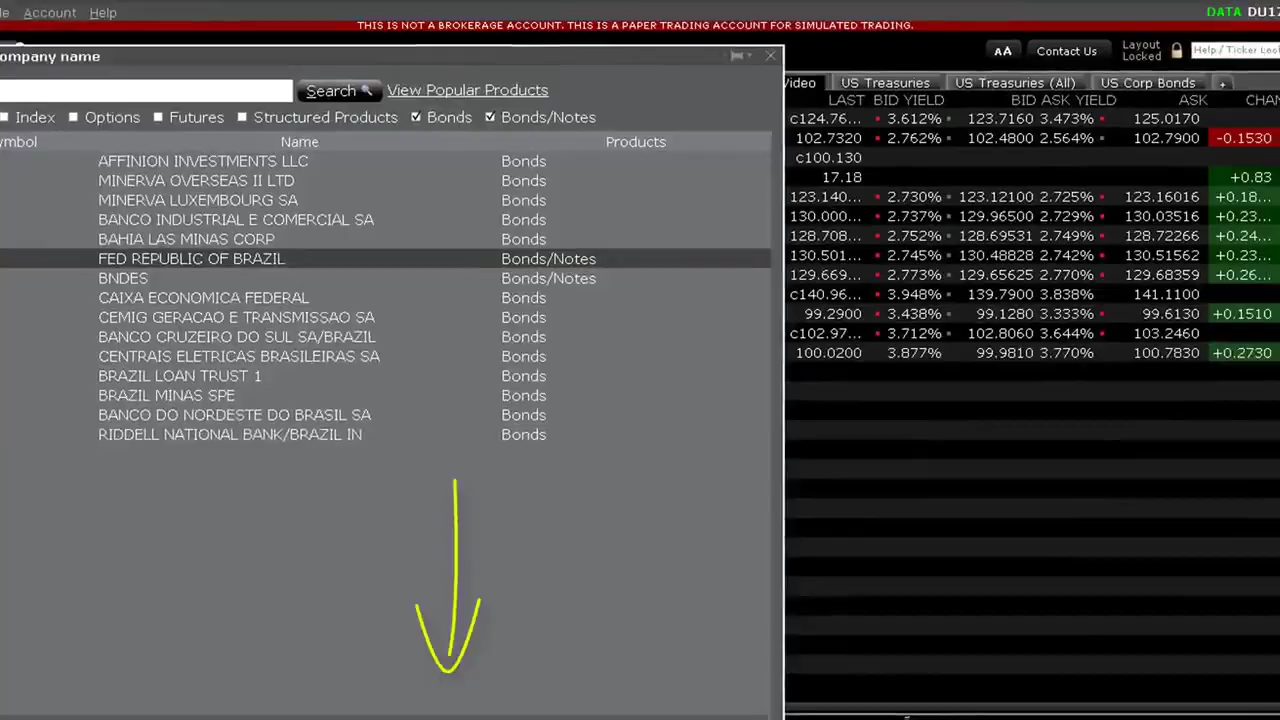 Account Help
DATA DU17
THIS IS NOT A BROKERAGE ACCOUNT. THIS IS A PAPER TRADING ACCOUNT FOR SIMULATED TRADING.
ompany name
AA Contact Us Layout Locked Help / Ticker Loo
Search View Popular Products
Index Options Futures Structured Products Bonds Bonds/Notes
ymbol Name Products
AFFINION INVESTMENTS LLC Bonds
MINERVA OVERSEAS II LTD Bonds
MINERVA LUXEMBOURG SA Bonds
BANCO INDUSTRIAL E COMERCIAL SA Bonds
BAHIA LAS MINAS CORP Bonds
FED REPUBLIC OF BRAZIL Bonds/Notes
BNDES Bonds/Notes
CAIXA ECONOMICA FEDERAL Bonds
CEMIG GERACAO E TRANSMISSAO SA Bonds
BANCO CRUZEIRO DO SUL SA/BRAZIL Bonds
CENTRAIS ELETRICAS BRASILEIRAS SA Bonds
BRAZIL LOAN TRUST 1 Bonds
BRAZIL MINAS SPE Bonds
BANCO DO NORDESTE DO BRASIL SA Bonds
RIDDELL NATIONAL BANK/BRAZIL IN Bonds
Video US Treasuries US Treasuries (All) US Corp Bonds +
LAST BID YIELD BID ASK YIELD ASK CHAN
c124.76... 3.612% 123.7160 3.473% 125.0170
102.7320 2.762% 102.4800 2.564% 102.7900 -0.1530
c100.130
17.18 +0.83
123.140... 2.730% 123.12100 2.725% 123.16016 +0.18...
130.000... 2.737% 129.96500 2.729% 130.03516 +0.23...
128.708... 2.752% 128.69531 2.749% 128.72266 +0.24...
130.501... 2.745% 130.48828 2.742% 130.51562 +0.23...
129.669... 2.773% 129.65625 2.770% 129.68359 +0.26...
c140.96... 3.948% 139.7900 3.838% 141.1100
99.2900 3.438% 99.1280 3.333% 99.6130 +0.1510
c102.97... 3.712% 102.8060 3.644% 103.2460
100.0200 3.877% 99.9810 3.770% 100.7830 +0.2730